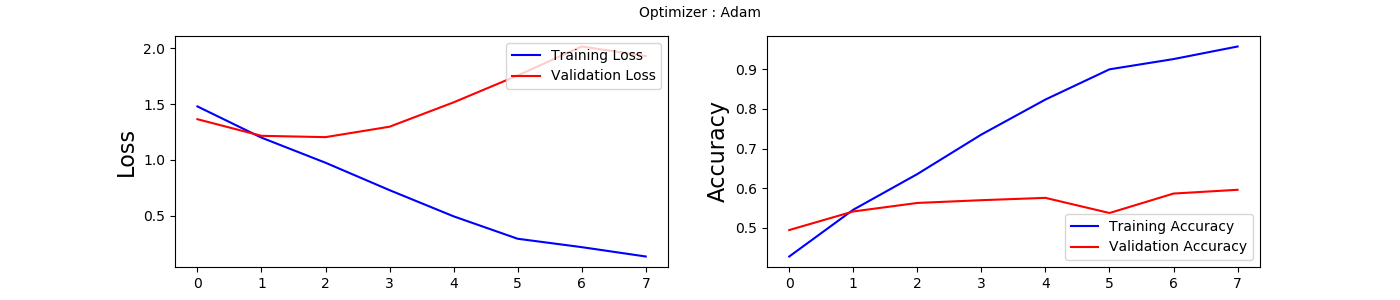 Optimizer : Adam
Loss
2.0
1.5
1.0
0.5
0 1 2 3 4 5 6 7
Training Loss
Validation Loss
Accuracy
0.9
0.8
0.7
0.6
0.5
0 1 2 3 4 5 6 7
Training Accuracy
Validation Accuracy